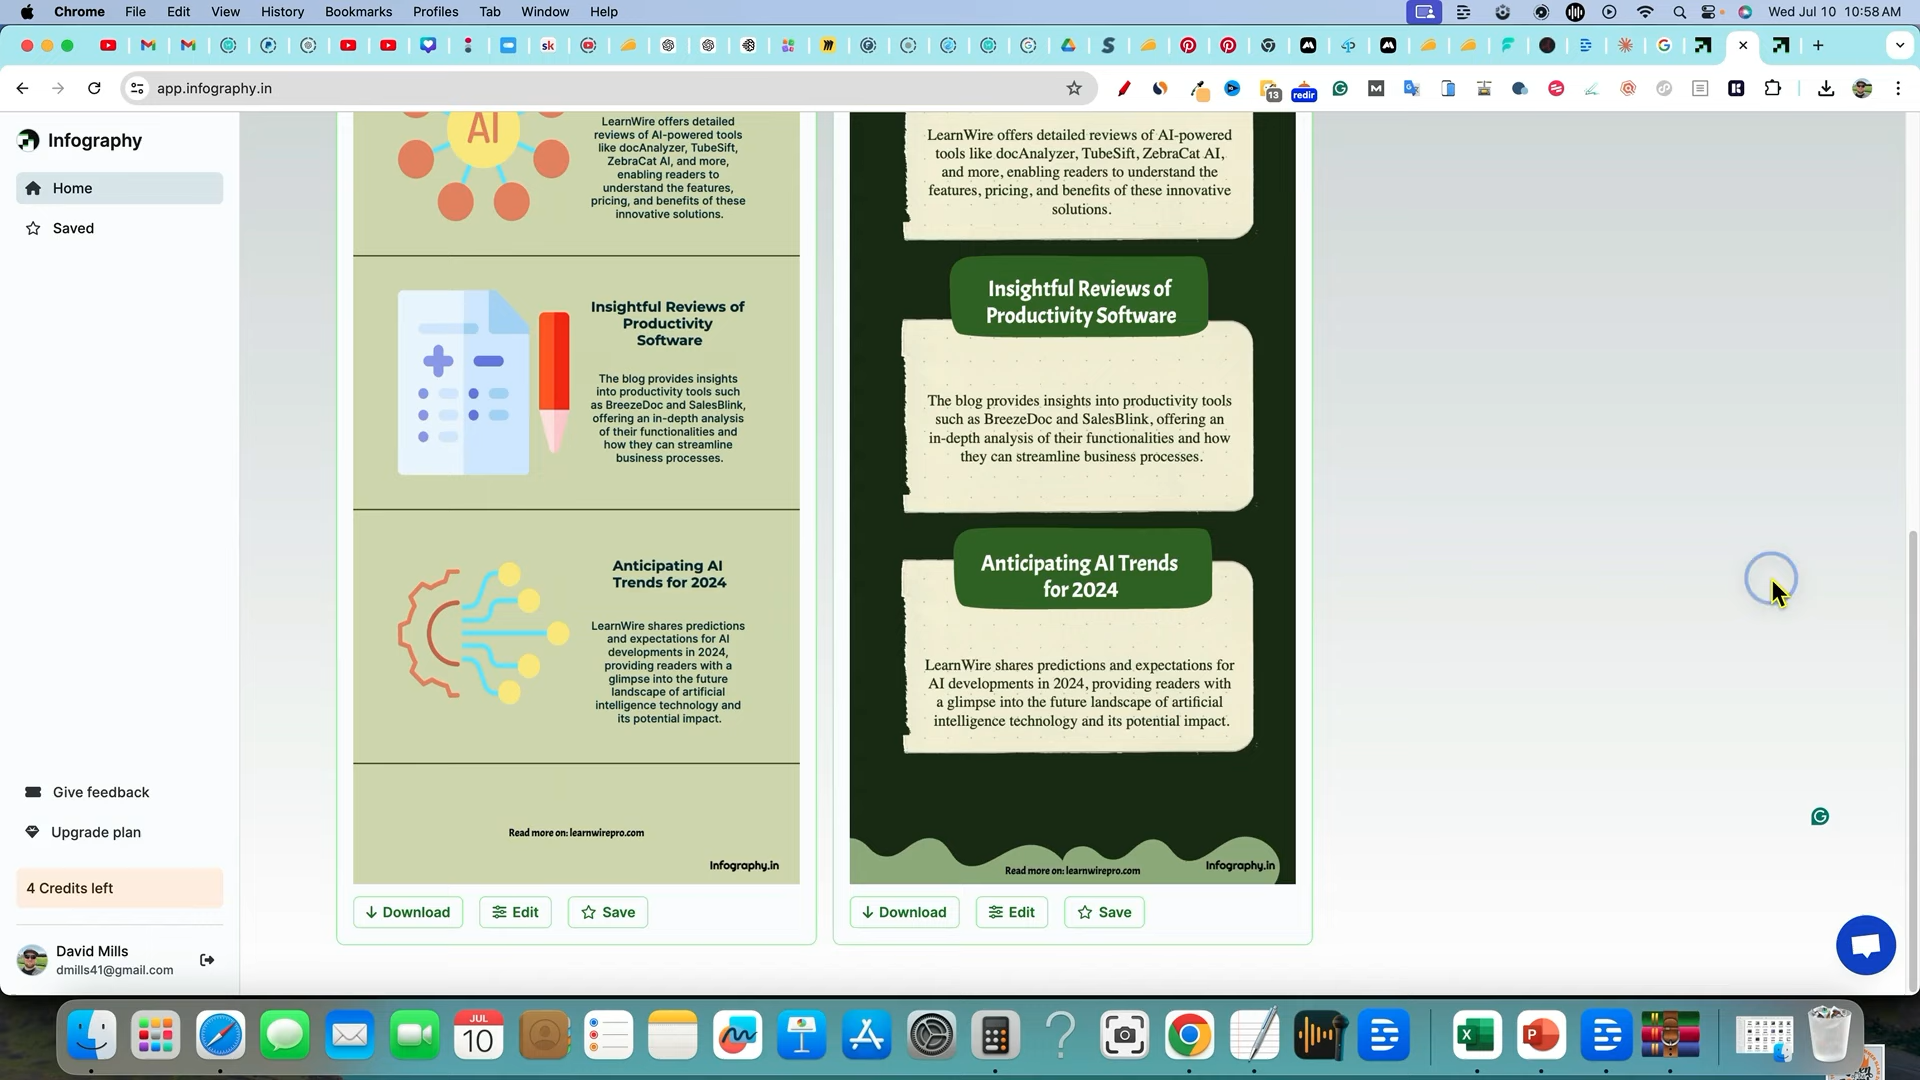 Chrome File Edit View History Bookmarks Profiles Tab Window Help
Wed Jul 10 10:58 AM
app.infography.in
13
redir
Infography
Home
Saved
Give feedback
Upgrade plan
4 Credits left
David Mills
dmills41@gmail.com
AI
LearnWire offers detailed
reviews of AI-powered tools
like docAnalyzer, TubeSift,
ZebraCat AI, and more,
enabling readers to
understand the features,
pricing, and benefits of these
innovative solutions.
Insightful Reviews of
Productivity
Software
The blog provides insights
into productivity tools such
as BreezeDoc and SalesBlink,
offering an in-depth analysis
of their functionalities and
how they can streamline
business processes.
Anticipating AI
Trends for 2024
LearnWire shares predictions
and expectations for AI
developments in 2024,
providing readers with a
glimpse into the future
landscape of artificial
intelligence technology and
its potential impact.
Read more on: learnwirepro.com
Infography.in
Download
Edit
Save
LearnWire offers detailed reviews of AI-powered
tools like docAnalyzer, TubeSift, ZebraCat AI,
and more, enabling readers to understand the
features, pricing, and benefits of these innovative
solutions.
Insightful Reviews of
Productivity Software
The blog provides insights into productivity tools
such as BreezeDoc and SalesBlink, offering an
in-depth analysis of their functionalities and how
they can streamline business processes.
Anticipating AI Trends
for 2024
LearnWire shares predictions and expectations for
AI developments in 2024, providing readers with
a glimpse into the future landscape of artificial
intelligence technology and its potential impact.
Read more on: learnwirepro.com
Infography.in
Download
Edit
Save
JUL
10